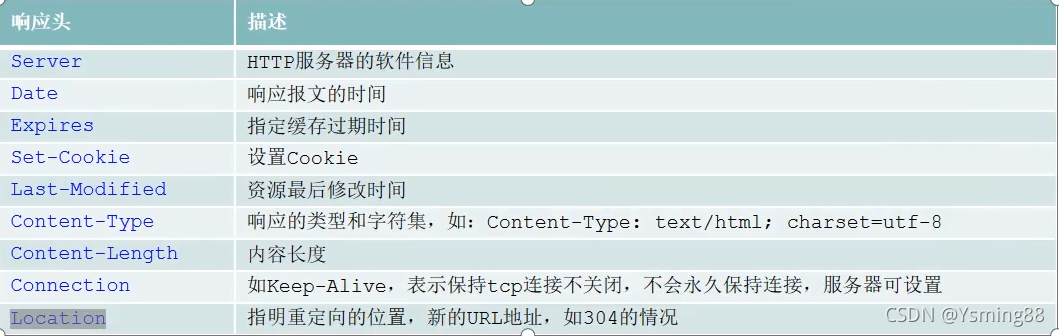 响应头 描述
Server HTTP服务器的软件信息
Date 响应报文的时间
Expires 指定缓存过期时间
Set-Cookie 设置Cookie
Last-Modified 资源最后修改时间
Content-Type 响应的类型和字符集，如：Content-Type: text/html; charset=utf-8
Content-Length 内容长度
Connection 如Keep-Alive，表示保持tcp连接不关闭，不会永久保持连接，服务器可设置
Location 指明重定向的位置，新的URL地址，如304的情况
CSDN @Ysming88